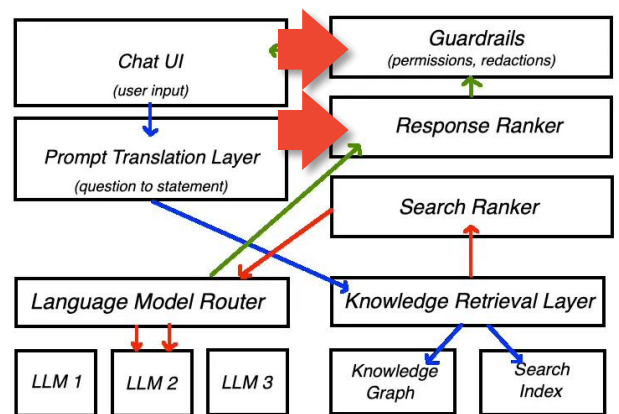 Chat UI
(user input)
Guardrails
(permissions, redactions)
Prompt Translation Layer
(question to statement)
Response Ranker
Search Ranker
Language Model Router
Knowledge Retrieval Layer
LLM 1
LLM 2
LLM 3
Knowledge
Graph
Search
Index